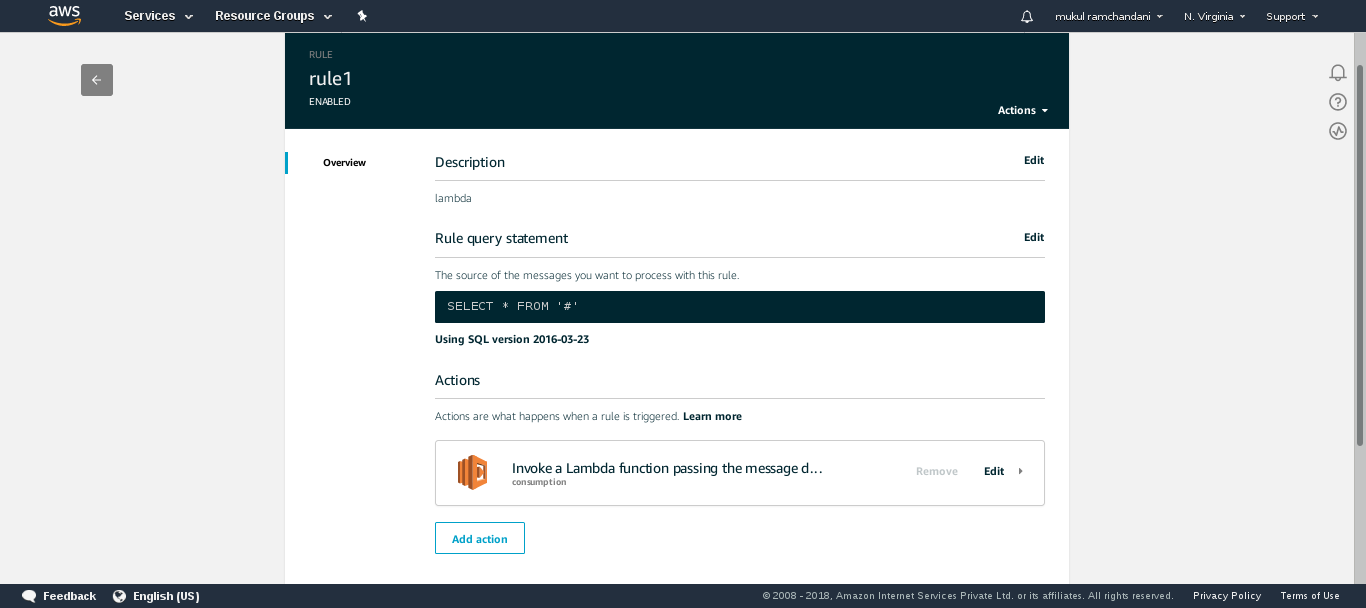 aws Services Resource Groups mukul ramchandani N. Virginia Support
RULE
rule1
ENABLED
Actions
Overview
Description Edit
lambda
Rule query statement Edit
The source of the messages you want to process with this rule.
SELECT * FROM '#'
Using SQL version 2016-03-23
Actions
Actions are what happens when a rule is triggered. Learn more
Invoke a Lambda function passing the message d...
consumption
Remove Edit
Add action
Feedback English (US) © 2008 - 2018, Amazon Internet Services Private Ltd. or its affiliates. All rights reserved. Privacy Policy Terms of Use